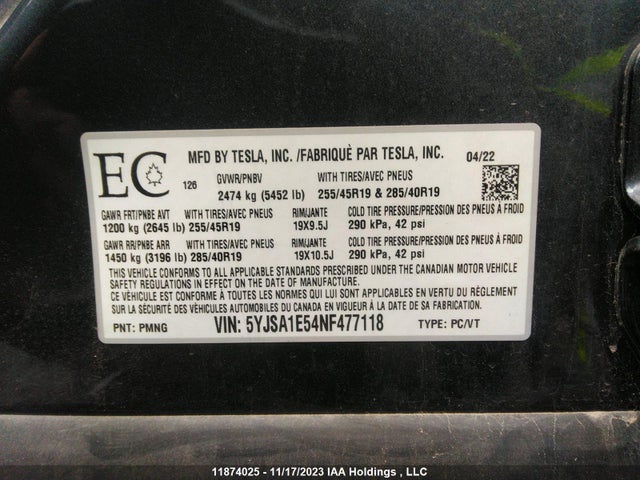 EC
MFD BY TESLA, INC. /FABRIQUÈ PAR TESLA, INC. 04/22
126
GVWR/PNBV WITH TIRES/AVEC PNEUS
2474 kg (5452 lb) 255/45R19 & 285/40R19
GAWR FRT/PNBE AVT WITH TIRES/AVEC PNEUS RIM/JANTE COLD TIRE PRESSURE/PRESSION DES PNEUS À FROID
1200 kg (2645 lb) 255/45R19 19X9.5J 290 kPa, 42 psi
GAWR RR/PNBE ARR WITH TIRES/AVEC PNEUS RIM/JANTE COLD TIRE PRESSURE/PRESSION DES PNEUS À FROID
1450 kg (3196 lb) 285/40R19 19X10.5J 290 kPa, 42 psi
THIS VEHICLE CONFORMS TO ALL APPLICABLE STANDARDS PRESCRIBED UNDER THE CANADIAN MOTOR VEHICLE
SAFETY REGULATIONS IN EFFECT ON THE DATE OF MANUFACTURE
CE VÉHICULE EST CONFORME À TOUTES LES NORMES QUI LUI SONT APPLICABLES EN VERTU DU RÉGLEMENT
SUR LA SÉCURITÉ DES VÉHICULES AUTOMOBILES DU CANADA EN VIGUEUR À LA DATE DE SA FABRICATION.
PNT: PMNG VIN: 5YJSA1E54NF477118 TYPE: PC/VT
11874025 - 11/17/2023 IAA Holdings , LLC